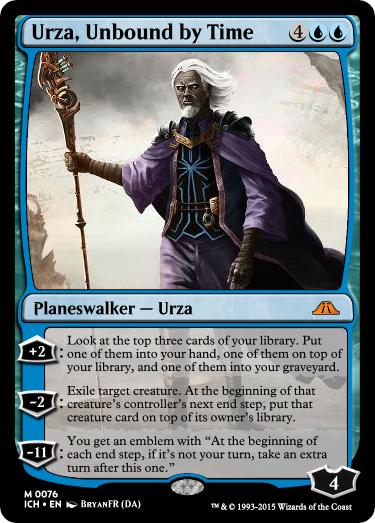 Urza, Unbound by Time 4
Planeswalker — Urza
+2: Look at the top three cards of your library. Put
one of them into your hand, one of them on top of
your library, and one of them into your graveyard.
-2: Exile target creature. At the beginning of that
creature's controller's next end step, put that
creature card on top of its owner's library.
-11: You get an emblem with “At the beginning of
each end step, if it's not your turn, take an extra
turn after this one.”
4
M 0076
ICH • EN BryanFR (DA)
™ & © 1993-2015 Wizards of the Coast